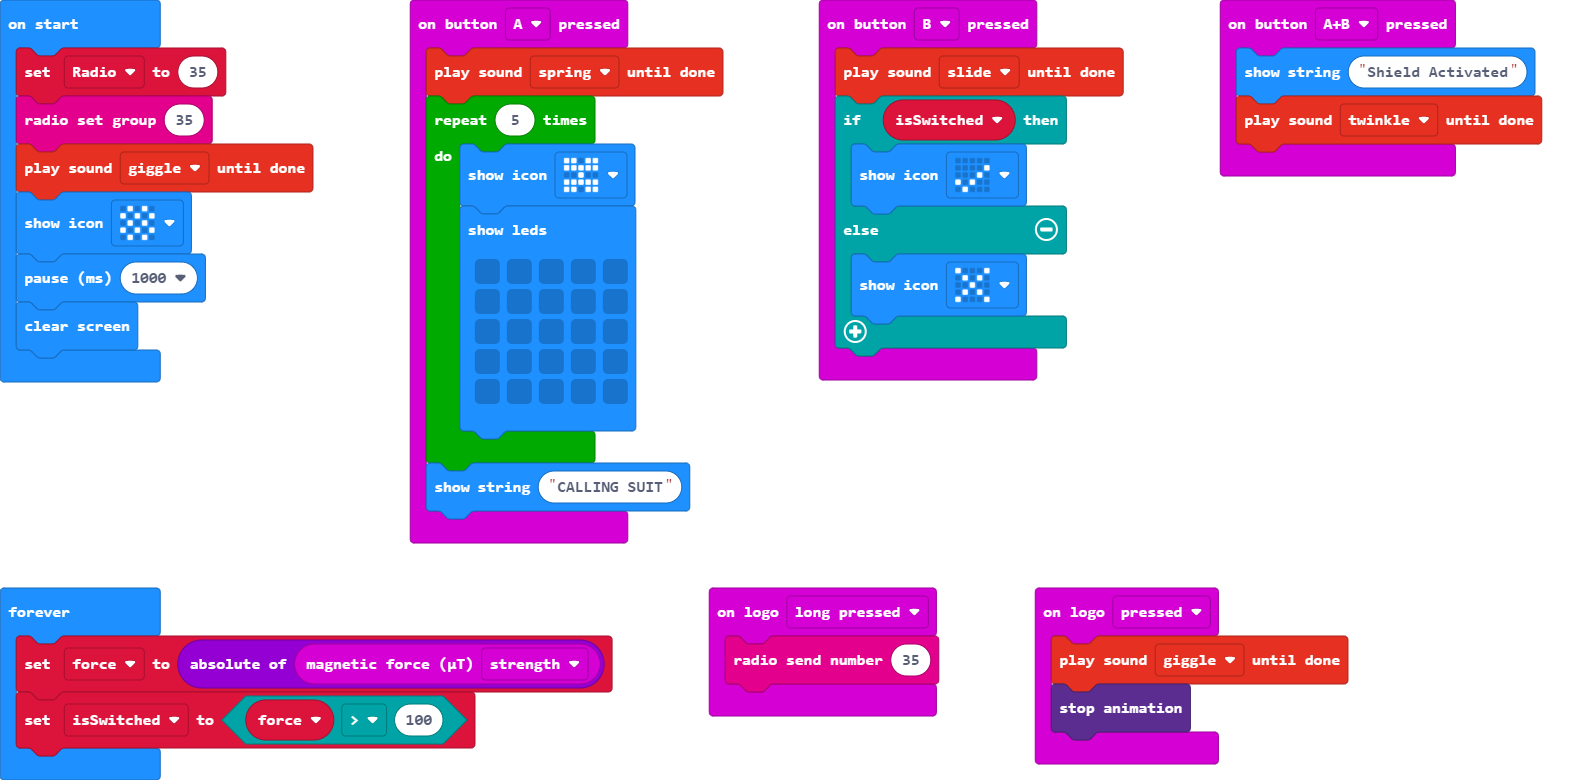 on start
set Radio to 35
radio set group 35
play sound giggle until done
show icon
pause (ms) 1000
clear screen
on button A pressed
play sound spring until done
repeat 5 times
do
show icon
show leds
show string "CALLING SUIT"
on button B pressed
play sound slide until done
if isSwitched then
show icon
else
show icon
on button A+B pressed
show string "Shield Activated"
play sound twinkle until done
forever
set force to absolute of magnetic force (µT) strength
set isSwitched to force > 100
on logo long pressed
radio send number 35
on logo pressed
play sound giggle until done
stop animation